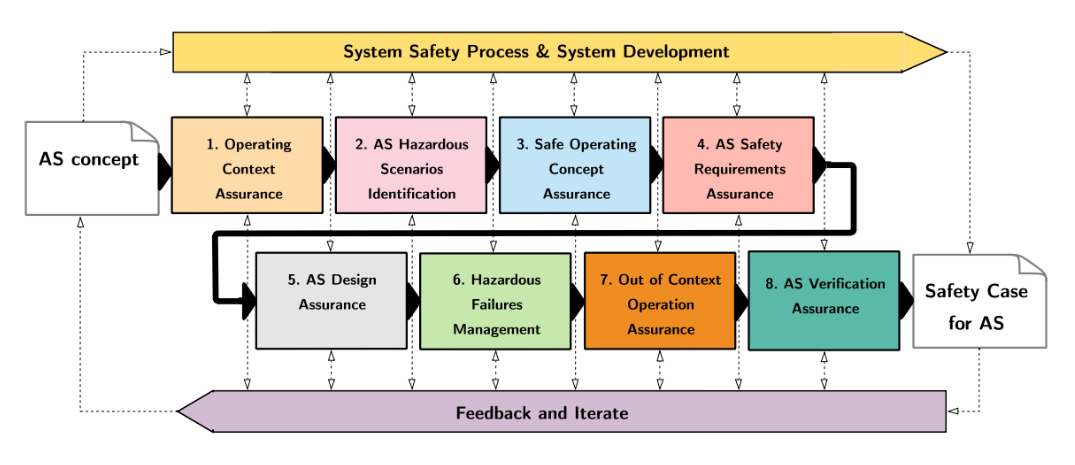 System Safety Process & System Development
AS concept
1. Operating
Context
Assurance
2. AS Hazardous
Scenarios
Identification
3. Safe Operating
Concept
Assurance
4. AS Safety
Requirements
Assurance
5. AS Design
Assurance
6. Hazardous
Failures
Management
7. Out of Context
Operation
Assurance
8. AS Verification
Assurance
Safety Case
for AS
Feedback and Iterate